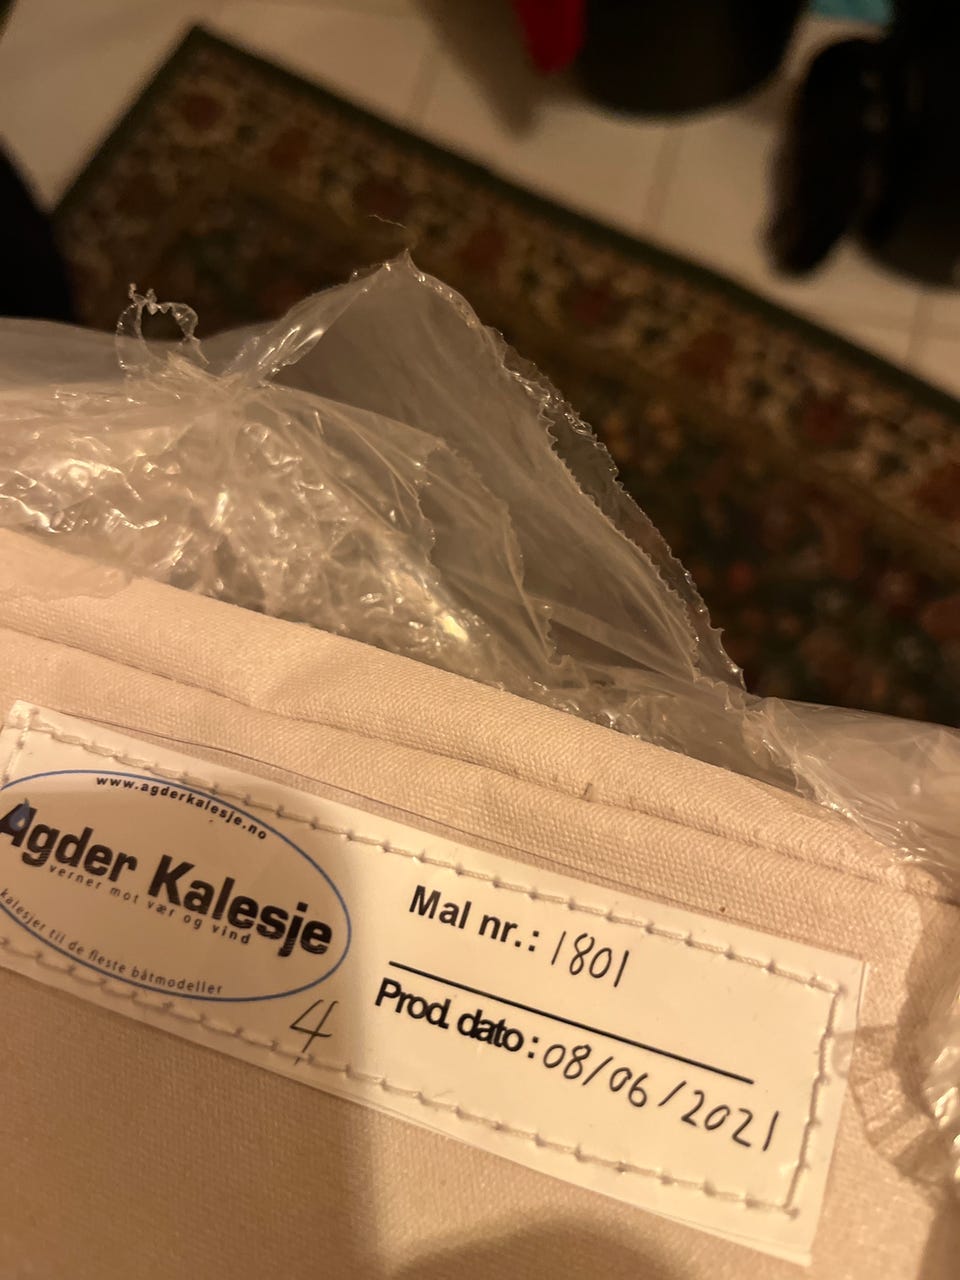 www.agderkalesje.no
Agder Kalesje
verner mot vær og vind
kalesjer til de fleste båtmodeller
4
Mal nr.: 1801
Prod. dato: 08/06/2021